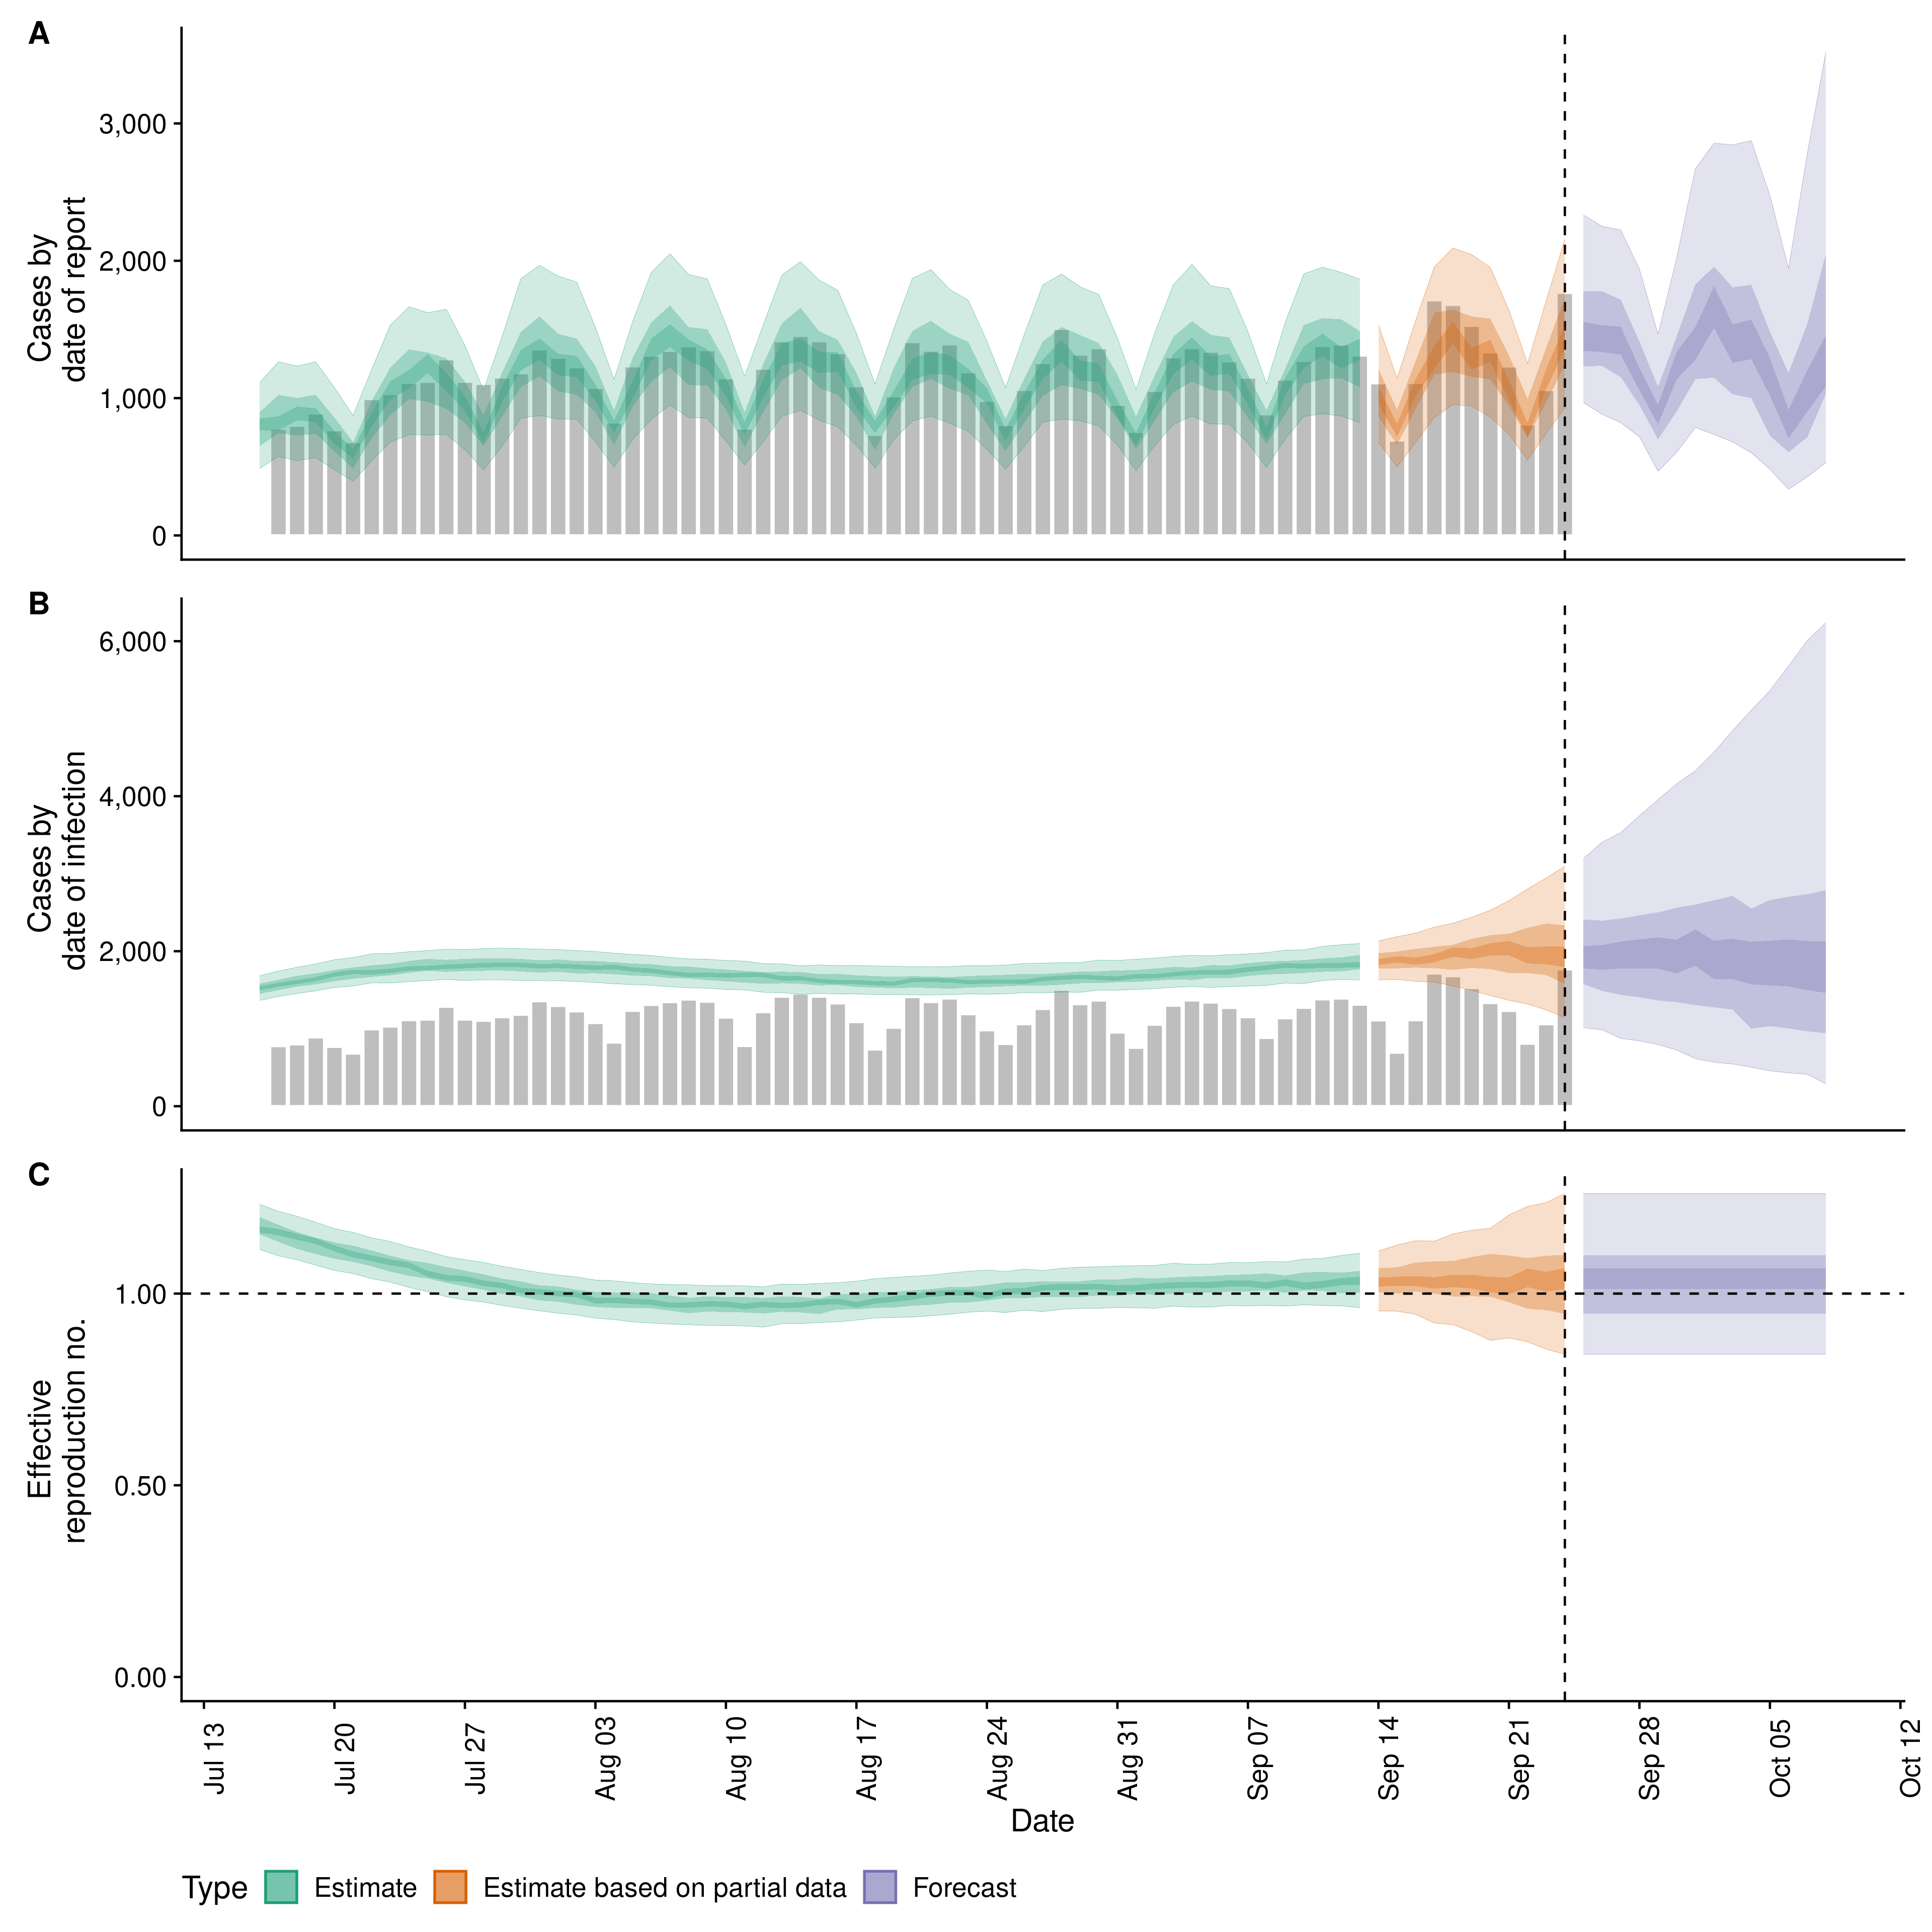 A
Cases by
date of report
3,000
2,000
1,000
0
B
Cases by
date of infection
6,000
4,000
2,000
0
C
Effective
reproduction no.
1.00
0.50
0.00
Jul 13
Jul 20
Jul 27
Aug 03
Aug 10
Aug 17
Aug 24
Aug 31
Sep 07
Sep 14
Sep 21
Sep 28
Oct 05
Oct 12
Date
Type Estimate Estimate based on partial data Forecast